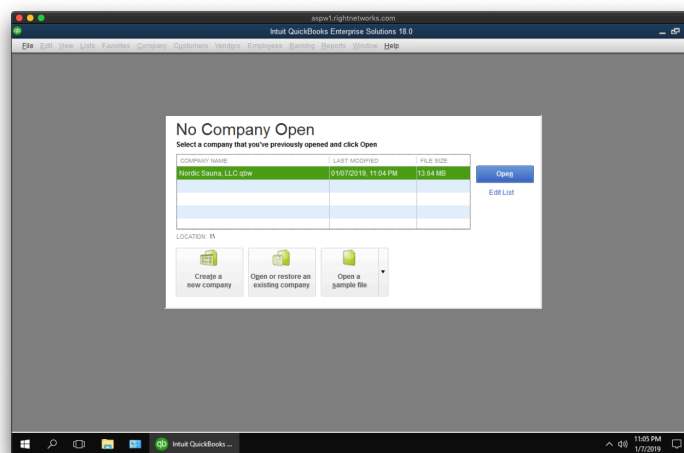 aspw1.rightnetworks.com
qb
Intuit QuickBooks Enterprise Solutions 18.0
File Edit View Lists Favorites Company Customers Vendors Employees Banking Reports Window Help
No Company Open
Select a company that you've previously opened and click Open
COMPANY NAME LAST MODIFIED FILE SIZE
Nordic Sauna, LLC.qbw 01/07/2019, 11:04 PM 13.64 MB
Open
Edit List
LOCATION: I:\
Create a
new company
Open or restore an
existing company
Open a
sample file
qb Intuit QuickBooks ...
11:05 PM
1/7/2019